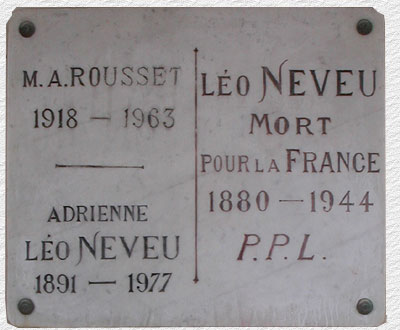 M.A. ROUSSET
1918 — 1963
ADRIENNE
LÉO NEVEU
1891 — 1977
LÉO NEVEU
MORT
POUR LA FRANCE
1880 — 1944
P.P.L.